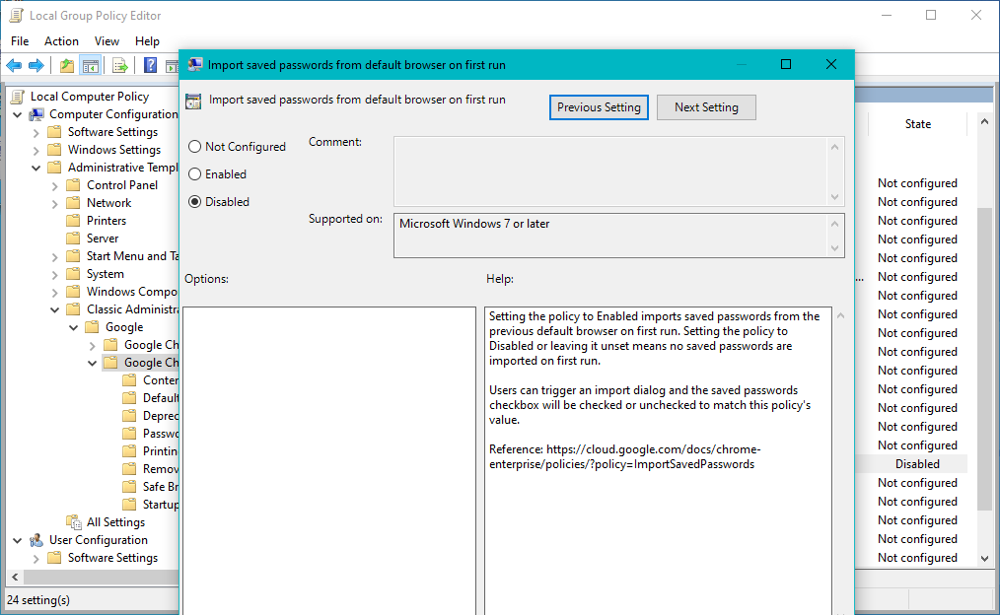 Local Group Policy Editor
File Action View Help
Import saved passwords from default browser on first run
Import saved passwords from default browser on first run
Previous Setting
Next Setting
Not Configured
Enabled
Disabled
Comment:
Supported on:
Microsoft Windows 7 or later
Options:
Help:
Setting the policy to Enabled imports saved passwords from the
previous default browser on first run. Setting the policy to
Disabled or leaving it unset means no saved passwords are
imported on first run.
Users can trigger an import dialog and the saved passwords
checkbox will be checked or unchecked to match this policy's
value.
Reference: https://cloud.google.com/docs/chrome-
enterprise/policies/?policy=ImportSavedPasswords
Local Computer Policy
Computer Configuration
Software Settings
Windows Settings
Administrative Templ
Control Panel
Network
Printers
Server
Start Menu and Ta
System
Windows Compo
Classic Administra
Google
Google Ch
Google Ch
Conten
Default
Deprec
Passwo
Printin
Remov
Safe Br
Startup
All Settings
User Configuration
Software Settings
24 setting(s)
State
Not configured
Not configured
Not configured
Not configured
Not configured
...
Not configured
Not configured
Not configured
Not configured
Not configured
Not configured
Not configured
Not configured
Not configured
Not configured
Disabled
Not configured
Not configured
Not configured
Not configured
Not configured